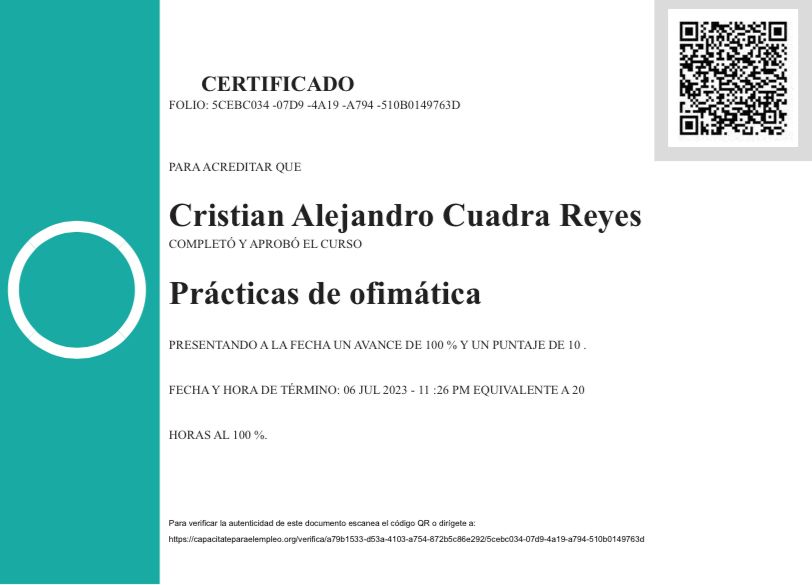 CERTIFICADO
FOLIO: 5CEBC034 -07D9 -4A19 -A794 -510B0149763D
PARA ACREDITAR QUE
Cristian Alejandro Cuadra Reyes
COMPLETÓ Y APROBÓ EL CURSO
Prácticas de ofimática
PRESENTANDO A LA FECHA UN AVANCE DE 100 % Y UN PUNTAJE DE 10 .
FECHA Y HORA DE TÉRMINO: 06 JUL 2023 - 11 :26 PM EQUIVALENTE A 20
HORAS AL 100 %.
Para verificar la autenticidad de este documento escanea el código QR o dirígete a:
https://capacitateparaelempleo.org/verifica/a79b1533-d53a-4103-a754-872b5c86e292/5cebc034-07d9-4a19-a794-510b0149763d